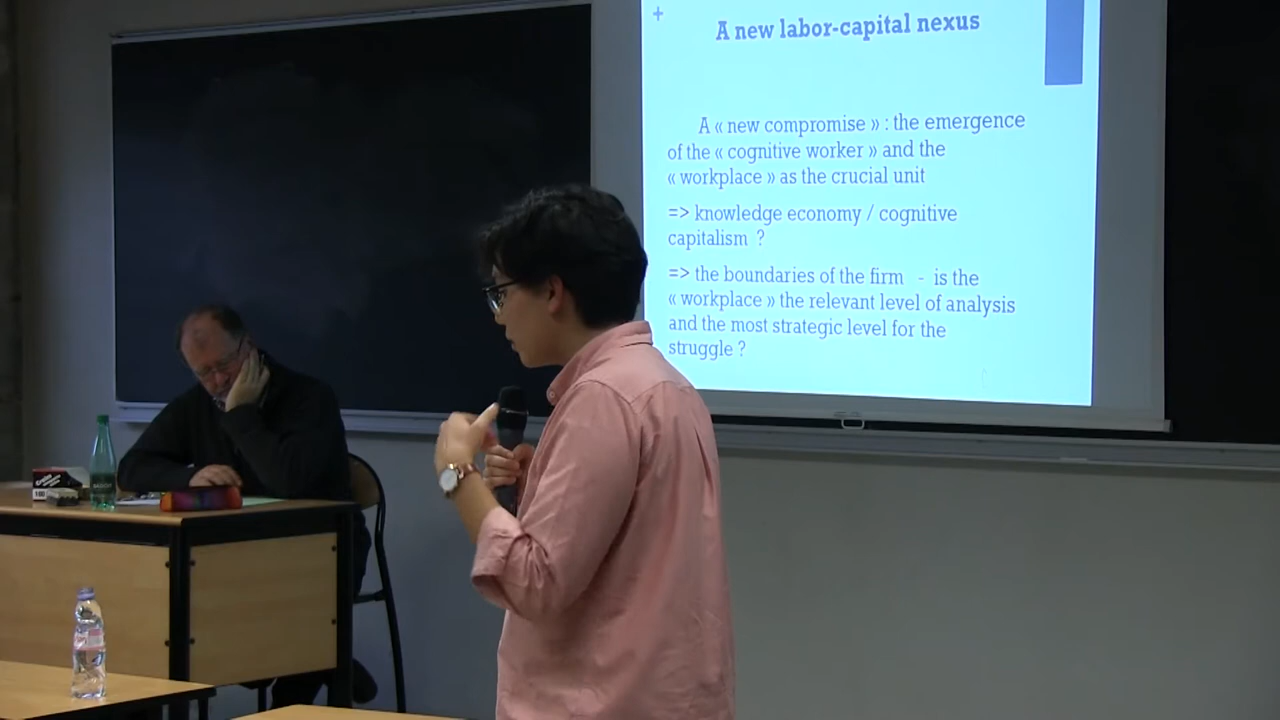 +
A new labor-capital nexus
A « new compromise » : the emergence
of the « cognitive worker » and the
« workplace » as the crucial unit
=> knowledge economy / cognitive
capitalism ?
=> the boundaries of the firm - is the
« workplace » the relevant level of analysis
and the most strategic level for the
struggle ?